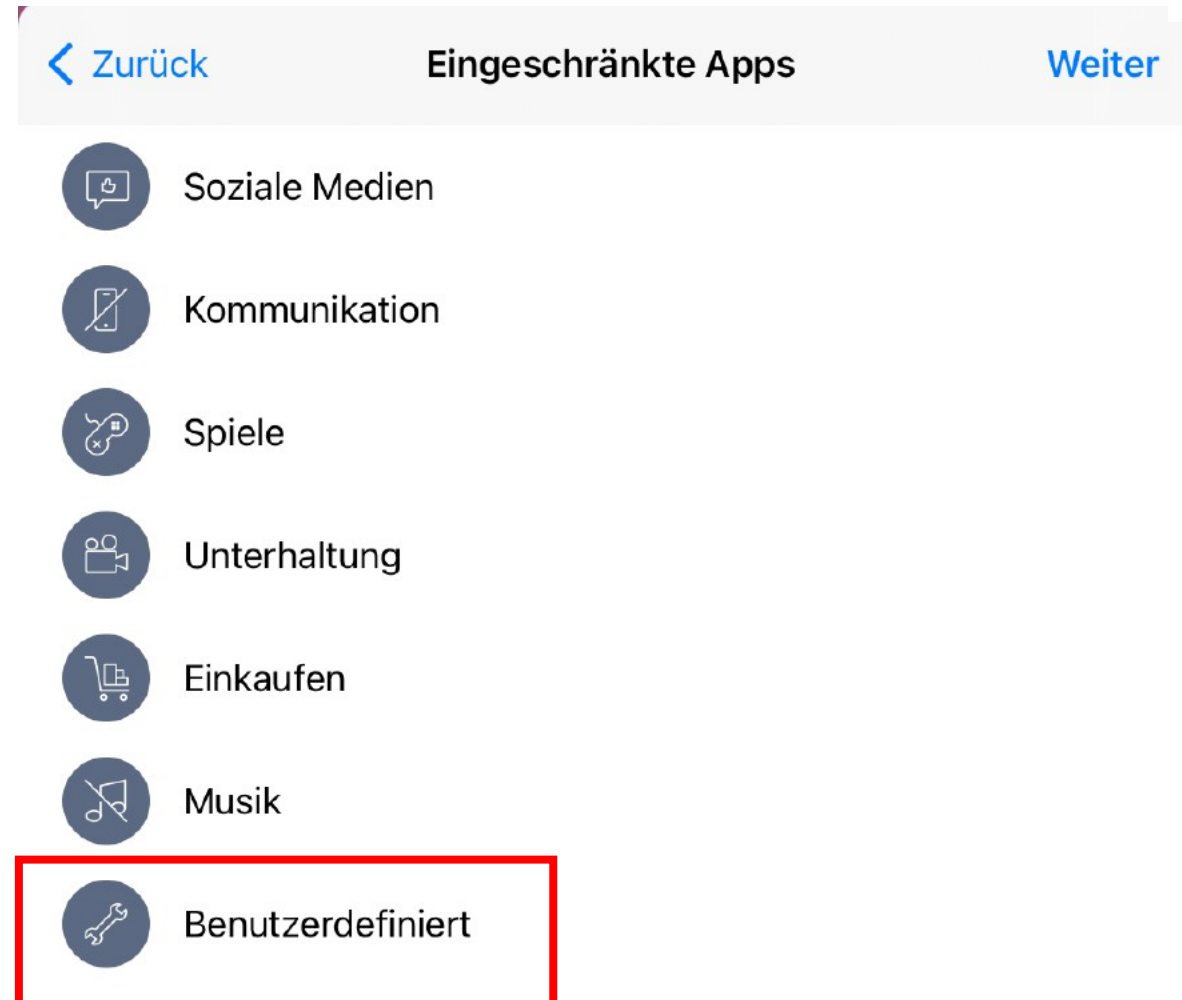 Zurück Eingeschränkte Apps Weiter
Soziale Medien
Kommunikation
Spiele
Unterhaltung
Einkaufen
Musik
Benutzerdefiniert